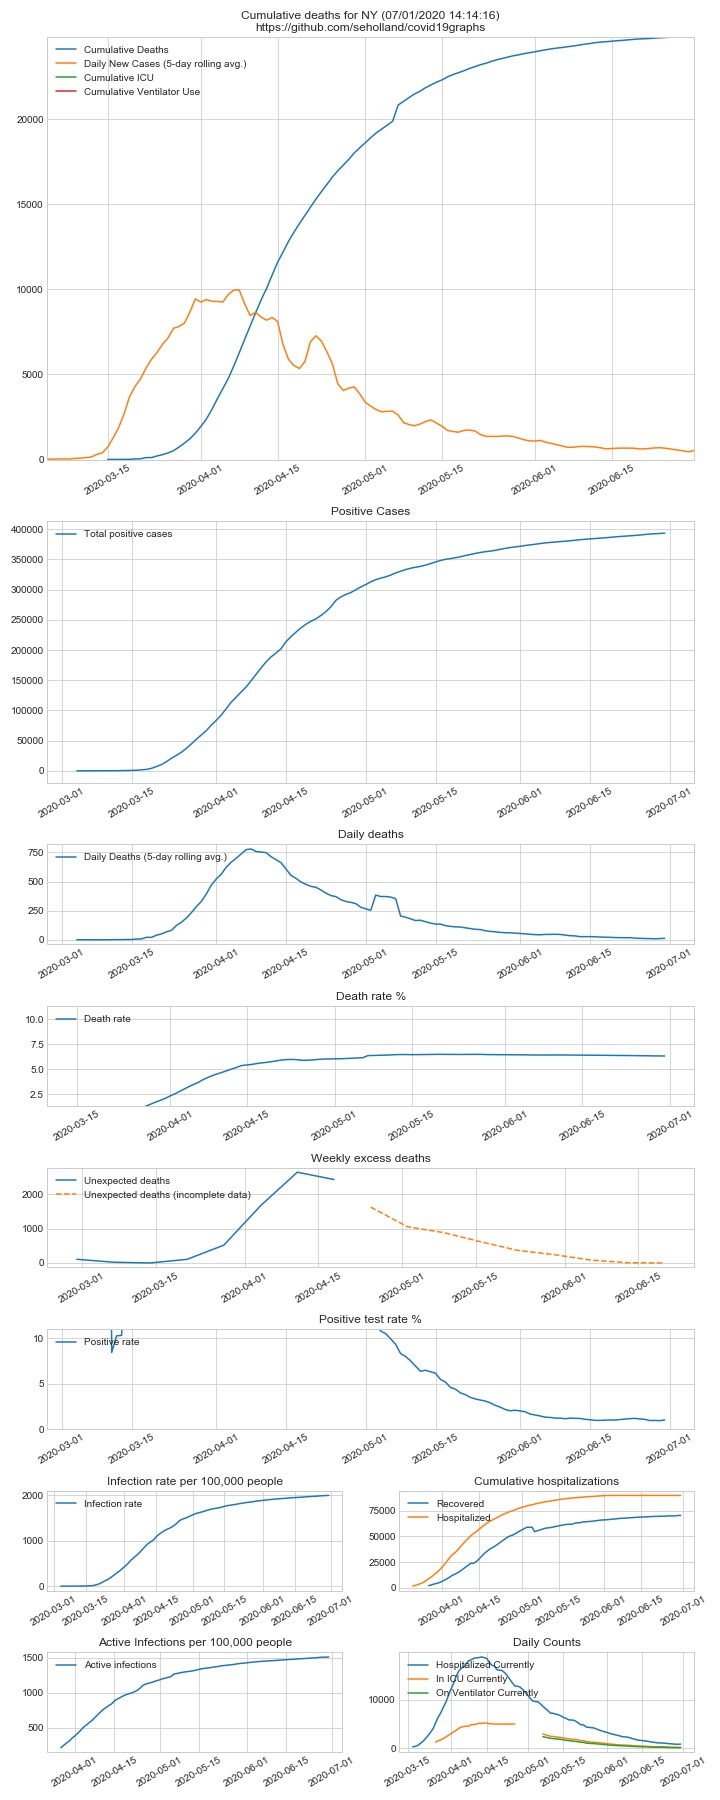 Cumulative deaths for NY (07/01/2020 14:14:16)
https://github.com/seholland/covid19graphs
Cumulative Deaths
Daily New Cases (5-day rolling avg.)
Cumulative ICU
Cumulative Ventilator Use
20000
15000
10000
5000
0
2020-03-15 2020-04-01 2020-04-15 2020-05-01 2020-05-15 2020-06-01 2020-06-15
Positive Cases
Total positive cases
400000
350000
300000
250000
200000
150000
100000
50000
0
2020-03-01 2020-03-15 2020-04-01 2020-04-15 2020-05-01 2020-05-15 2020-06-01 2020-06-15 2020-07-01
Daily deaths
Daily Deaths (5-day rolling avg.)
750
500
250
0
2020-03-01 2020-03-15 2020-04-01 2020-04-15 2020-05-01 2020-05-15 2020-06-01 2020-06-15 2020-07-01
Death rate %
Death rate
10.0
7.5
5.0
2.5
2020-03-15 2020-04-01 2020-04-15 2020-05-01 2020-05-15 2020-06-01 2020-06-15 2020-07-01
Weekly excess deaths
Unexpected deaths
Unexpected deaths (incomplete data)
2000
1000
0
2020-03-01 2020-03-15 2020-04-01 2020-04-15 2020-05-01 2020-05-15 2020-06-01 2020-06-15
Positive test rate %
Positive rate
10
5
0
2020-03-01 2020-03-15 2020-04-01 2020-04-15 2020-05-01 2020-05-15 2020-06-01 2020-06-15 2020-07-01
Infection rate per 100,000 people
Infection rate
2000
1000
0
2020-03-01 2020-03-15 2020-04-01 2020-04-15 2020-05-01 2020-05-15 2020-06-01 2020-06-15 2020-07-01
Cumulative hospitalizations
Recovered
Hospitalized
75000
50000
25000
0
2020-04-01 2020-04-15 2020-05-01 2020-05-15 2020-06-01 2020-06-15 2020-07-01
Active Infections per 100,000 people
Active infections
1500
1000
500
2020-04-01 2020-04-15 2020-05-01 2020-05-15 2020-06-01 2020-06-15 2020-07-01
Daily Counts
Hospitalized Currently
In ICU Currently
On Ventilator Currently
10000
0
2020-03-15 2020-04-01 2020-04-15 2020-05-01 2020-05-15 2020-06-01 2020-06-15 2020-07-01